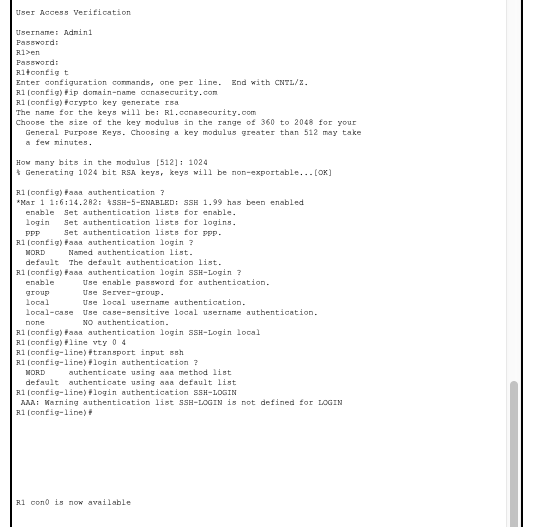 User Access Verification
Username: Admin1
Password:
R1>en
Password:
R1#config t
Enter configuration commands, one per line.  End with CNTL/Z.
R1(config)#ip domain-name ccnasecurity.com
R1(config)#crypto key generate rsa
The name for the keys will be: R1.ccnasecurity.com
Choose the size of the key modulus in the range of 360 to 2048 for your
  General Purpose Keys. Choosing a key modulus greater than 512 may take
  a few minutes.
How many bits in the modulus [512]: 1024
% Generating 1024 bit RSA keys, keys will be non-exportable...[OK]
R1(config)#aaa authentication ?
*Mar 1 1:6:14.282: %SSH-5-ENABLED: SSH 1.99 has been enabled
  enable  Set authentication lists for enable.
  login   Set authentication lists for logins.
  ppp     Set authentication lists for ppp.
R1(config)#aaa authentication login ?
  WORD     Named authentication list.
  default  The default authentication list.
R1(config)#aaa authentication login SSH-Login ?
  enable      Use enable password for authentication.
  group       Use Server-group.
  local       Use local username authentication.
  local-case  Use case-sensitive local username authentication.
  none        NO authentication.
R1(config)#aaa authentication login SSH-Login local
R1(config)#line vty 0 4
R1(config-line)#transport input ssh
R1(config-line)#login authentication ?
  WORD     authenticate using aaa method list
  default  authenticate using aaa default list
R1(config-line)#login authentication SSH-LOGIN
 AAA: Warning authentication list SSH-LOGIN is not defined for LOGIN
R1(config-line)#
R1 con0 is now available